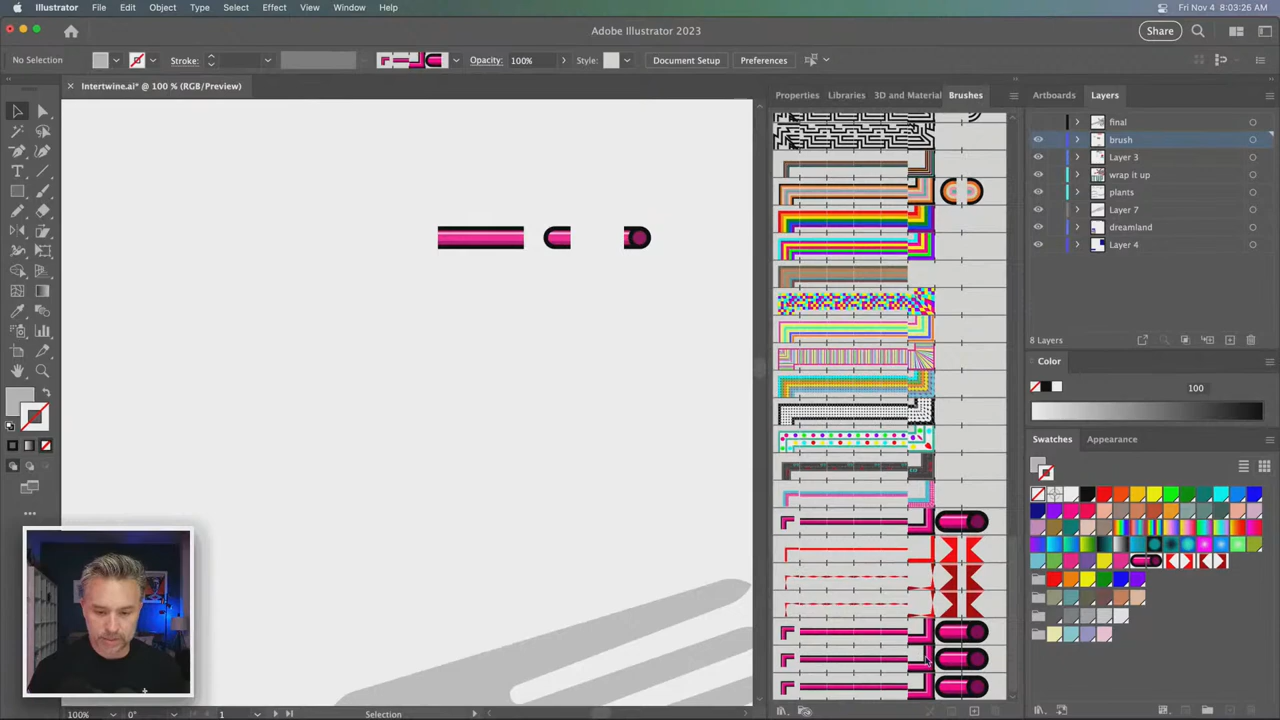 Illustrator File Edit Object Type Select Effect View Window Help
Fri Nov 4 8:03:25 AM
Adobe Illustrator 2023
Share
No Selection
Stroke:
Opacity: 100%
Style:
Document Setup
Preferences
× Intertwine.ai* @ 100 % (RGB/Preview)
Properties Libraries 3D and Material Brushes
Artboards Layers
final
brush
Layer 3
wrap it up
plants
Layer 7
dreamland
Layer 4
8 Layers
Color
100
Swatches Appearance
100% 0° 1 Selection